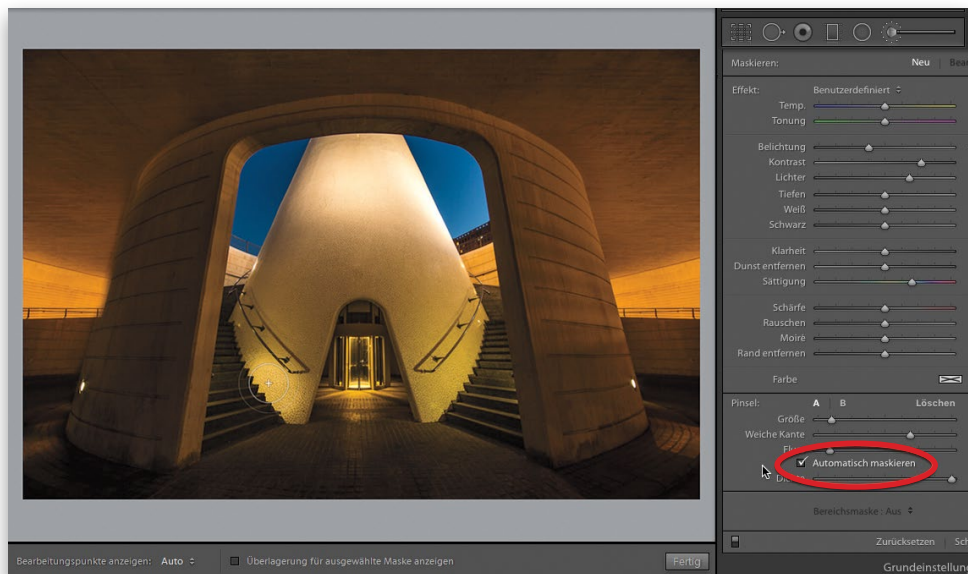 Maskieren: Neu
Effekt: Benutzerdefiniert
Temp.
Tonung
Belichtung
Kontrast
Lichter
Tiefen
Weiß
Schwarz
Klarheit
Dunst entfernen
Sättigung
Schärfe
Rauschen
Moirè
Rand entfernen
Farbe
Pinsel: A B Löschen
Größe
Weiche Kante
Automatisch maskieren
Bereichsmaske : Aus
Zurücksetzen
Bearbeitungspunkte anzeigen: Auto Überlagerung für ausgewählte Maske anzeigen Fertig